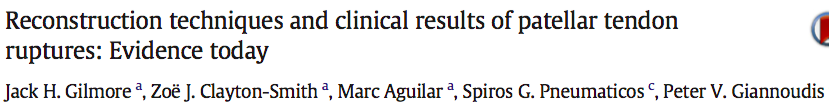 Reconstruction techniques and clinical results of patellar tendon
ruptures: Evidence today
Jack H. Gilmore a, Zoë J. Clayton-Smith a, Marc Aguilar a, Spiros G. Pneumaticos c, Peter V. Giannoudis